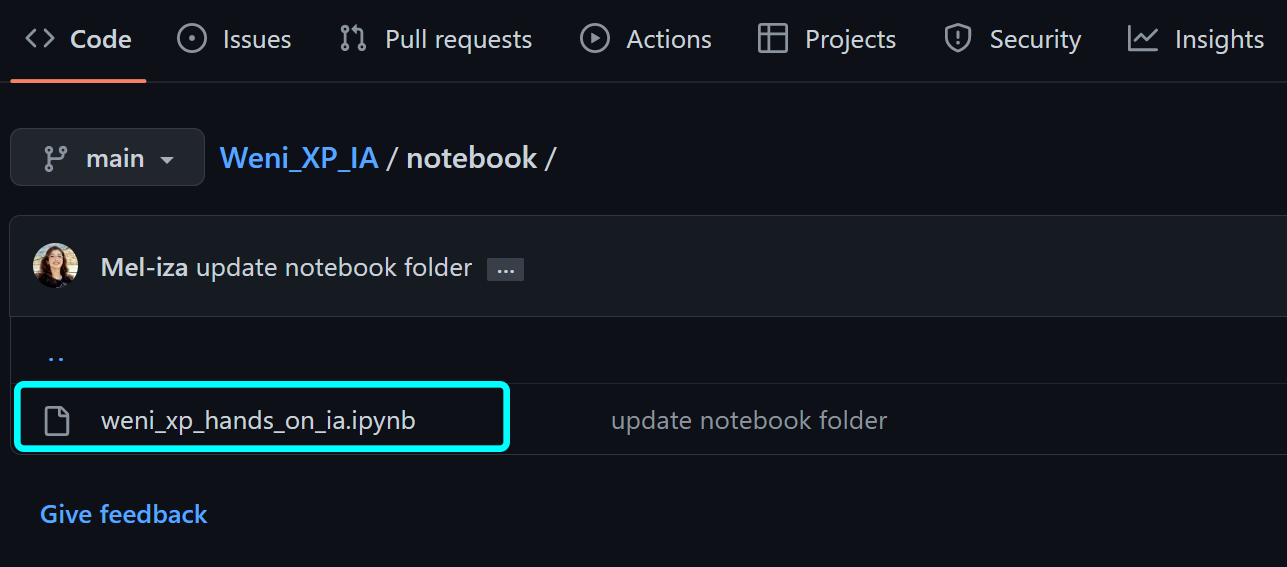 Code Issues Pull requests Actions Projects Security Insights
main Weni_XP_IA / notebook /
Mel-iza update notebook folder ...
..
weni_xp_hands_on_ia.ipynb update notebook folder
Give feedback